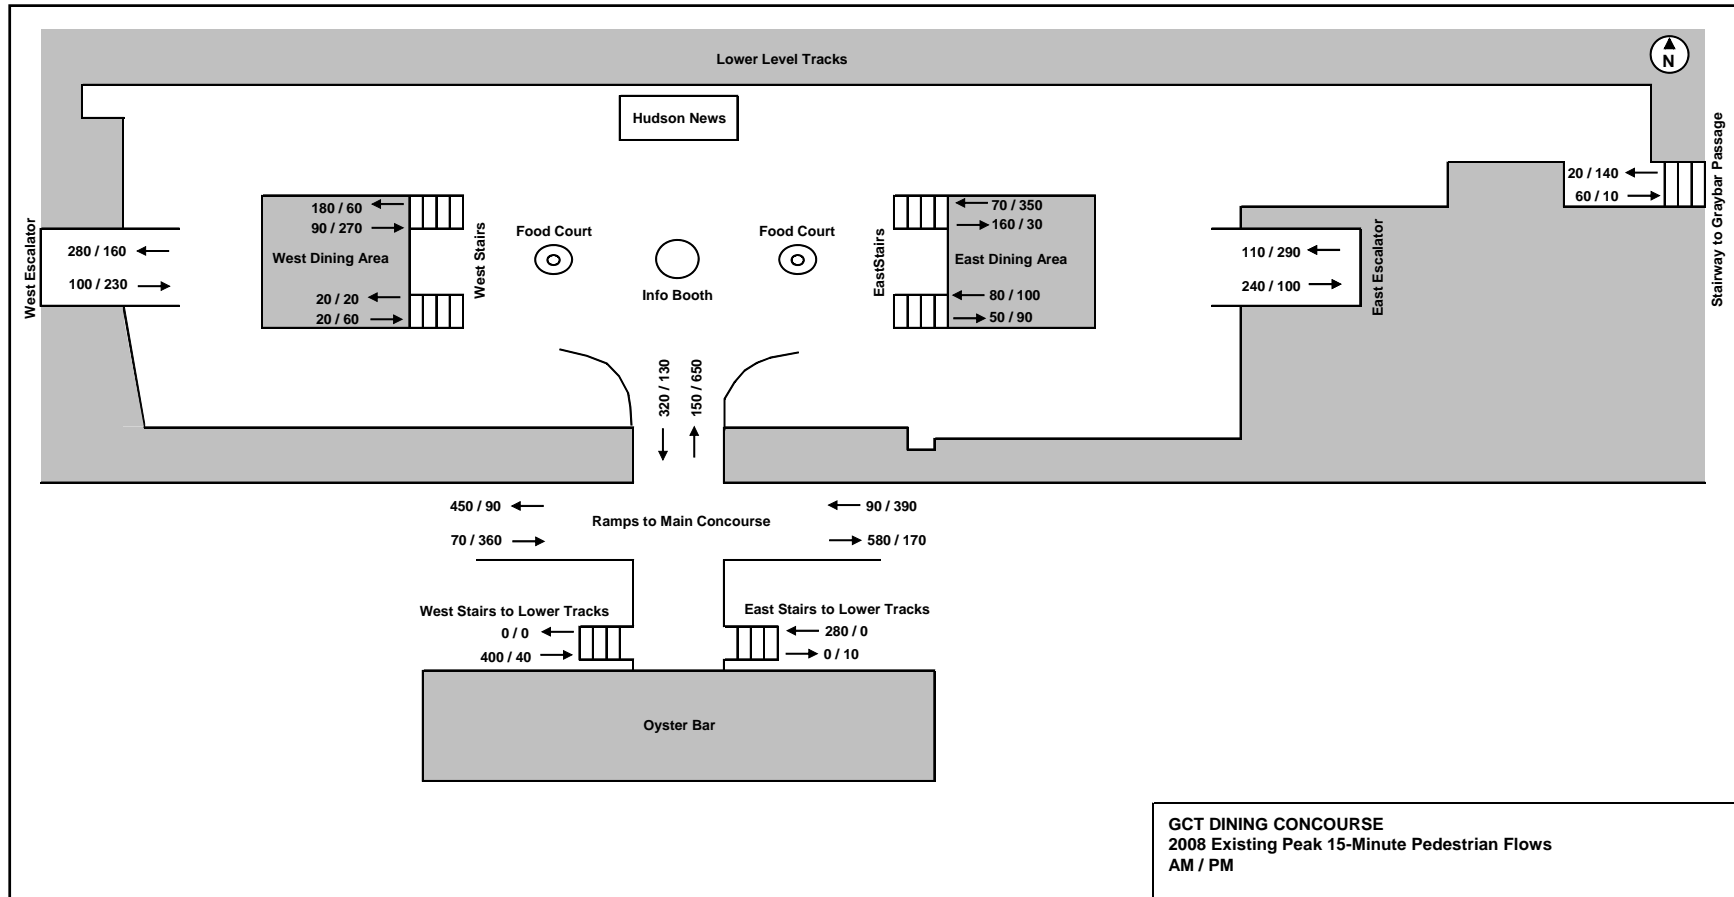 Lower Level Tracks
N
Hudson News
Stairway to Graybar Passage
20 / 140
60 / 10
180 / 60
90 / 270
West Dining Area
20 / 20
20 / 60
West Stairs
Food Court
Info Booth
Food Court
EastStairs
70 / 350
160 / 30
East Dining Area
80 / 100
50 / 90
West Escalator
280 / 160
100 / 230
110 / 290
240 / 100
East Escalator
320 / 130
150 / 650
450 / 90
70 / 360
Ramps to Main Concourse
90 / 390
580 / 170
West Stairs to Lower Tracks
0 / 0
400 / 40
East Stairs to Lower Tracks
280 / 0
0 / 10
Oyster Bar
GCT DINING CONCOURSE
2008 Existing Peak 15-Minute Pedestrian Flows
AM / PM